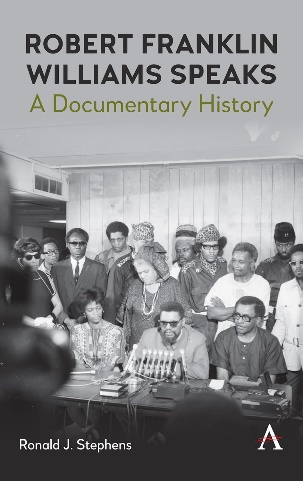 ROBERT FRANKLIN
WILLIAMS SPEAKS
A Documentary History
Ronald J. Stephens